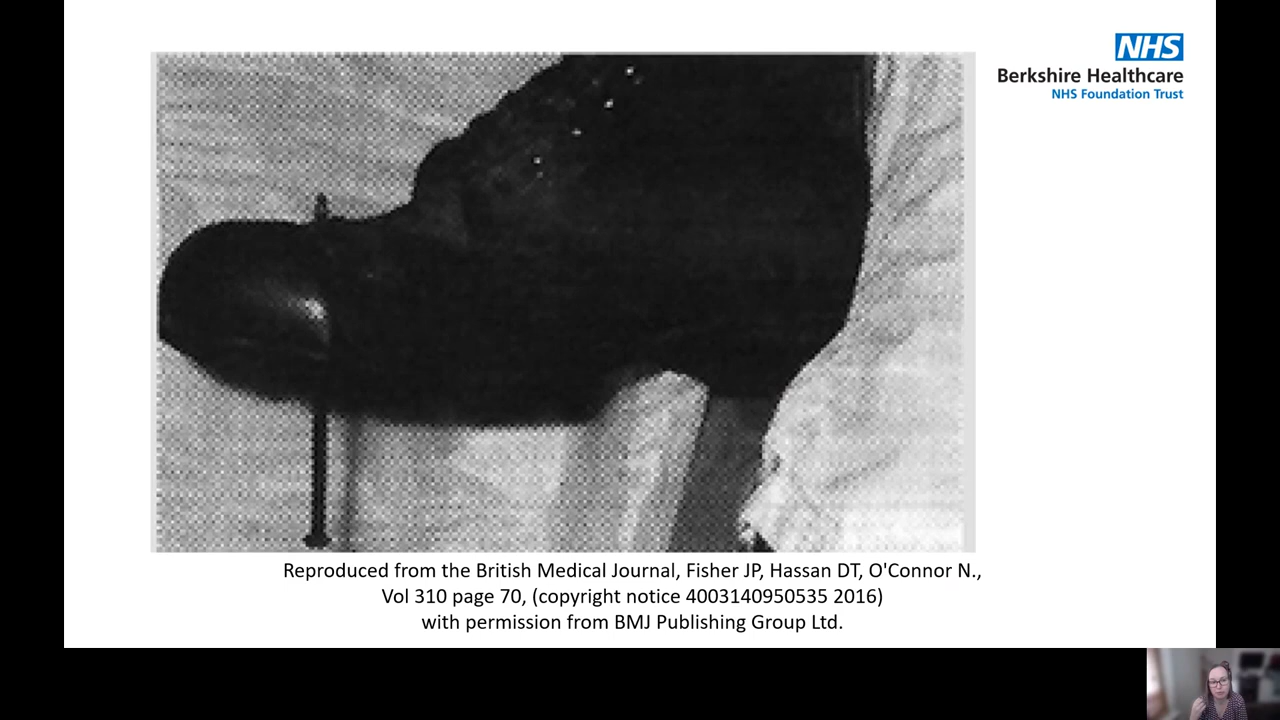 NHS
Berkshire Healthcare
NHS Foundation Trust
Reproduced from the British Medical Journal, Fisher JP, Hassan DT, O'Connor N.,
Vol 310 page 70, (copyright notice 4003140950535 2016)
with permission from BMJ Publishing Group Ltd.